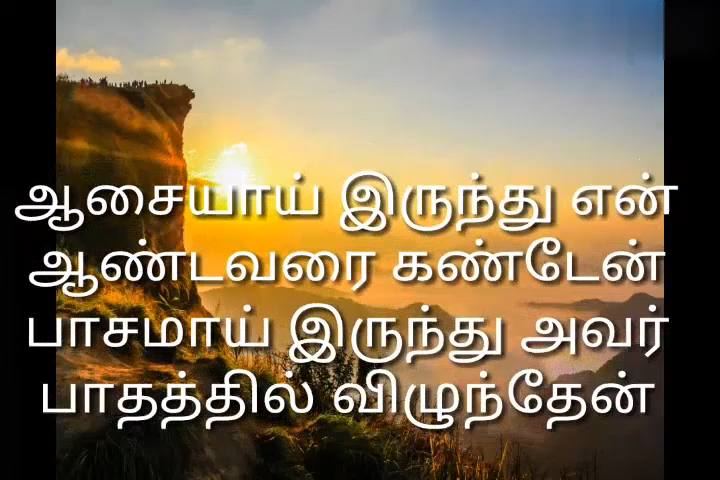 ஆசையாய் இருந்து என்
ஆண்டவரை கண்டேன்
பாசமாய் இருந்து அவர்
பாதத்தில் விழுந்தேன்